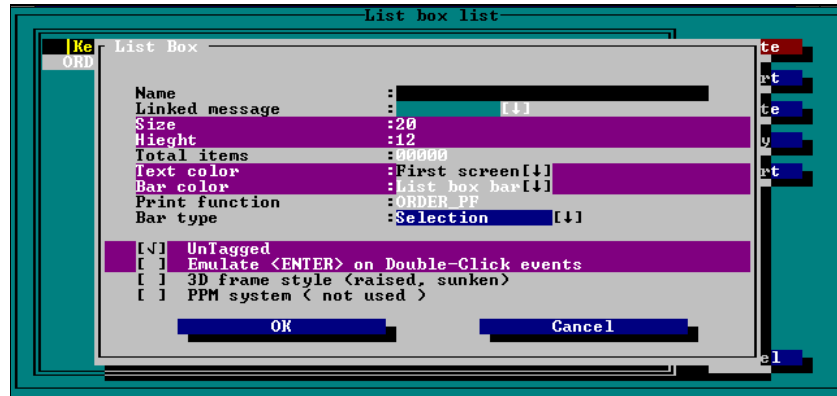 List box list
|Ke
List Box
te
ORD
rt
Name :
Linked message : [↓]
te
Size :20
Hieght :12
y
Total items :00000
Text color :First screen[↓]
rt
Bar color :List box bar[↓]
Print function :ORDER_PF
Bar type :Selection [↓]
[√] UnTagged
[ ] Emulate <ENTER> on Double-Click events
[ ] 3D frame style (raised, sunken)
[ ] PPM system ( not used )
OK Cancel
el